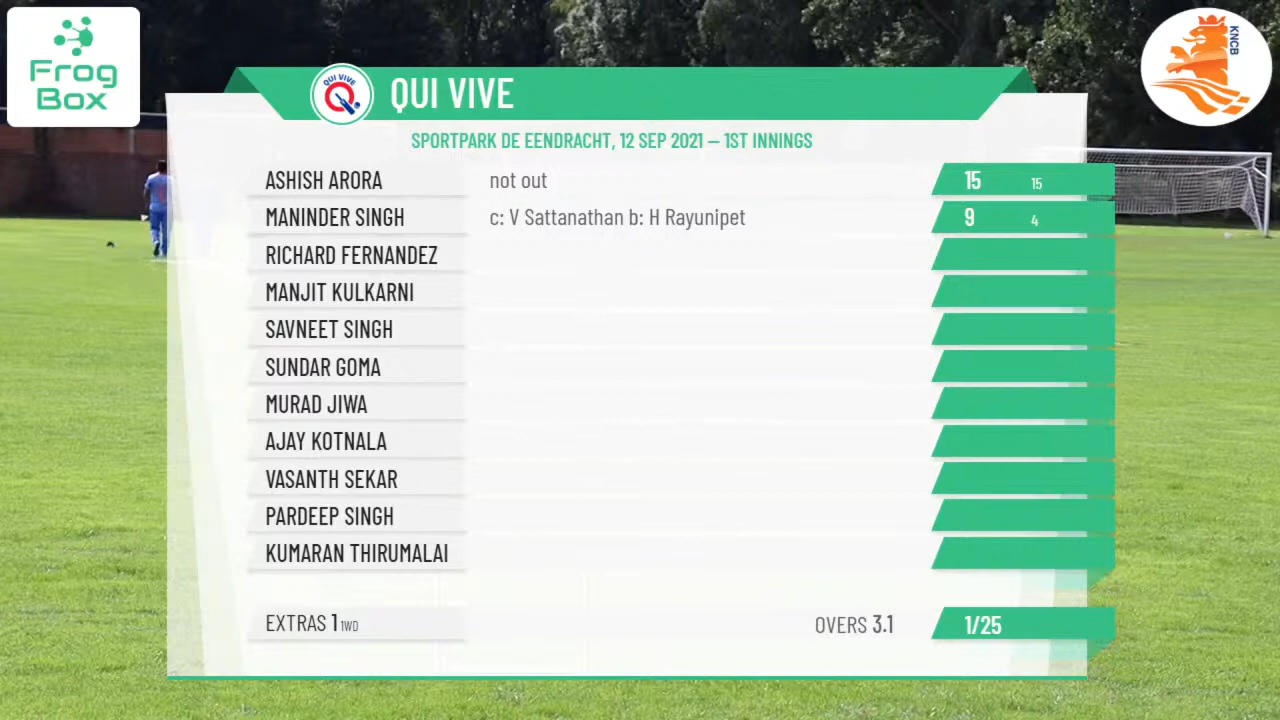 Frog
Box
KNCB
QUI VIVE
QUI VIVE
SPORTPARK DE EENDRACHT, 12 SEP 2021 – 1ST INNINGS
ASHISH ARORA not out 15 15
MANINDER SINGH c: V Sattanathan b: H Rayunipet 9 4
RICHARD FERNANDEZ
MANJIT KULKARNI
SAVNEET SINGH
SUNDAR GOMA
MURAD JIWA
AJAY KOTNALA
VASANTH SEKAR
PARDEEP SINGH
KUMARAN THIRUMALAI
EXTRAS 1 1WD OVERS 3.1 1/25